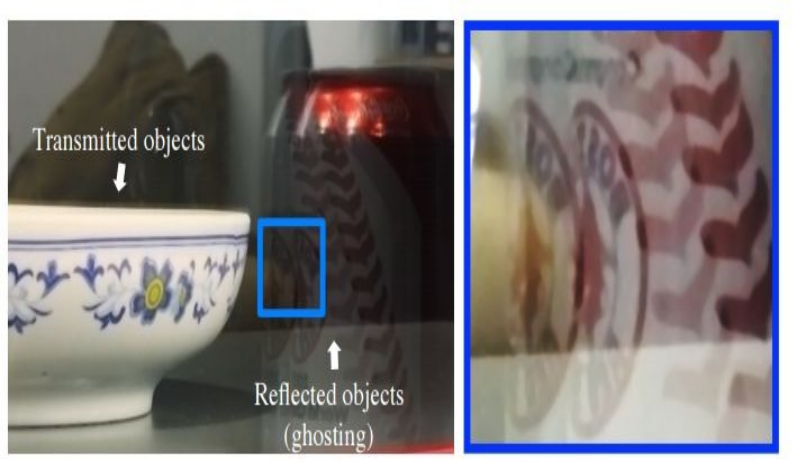 Transmitted objects
Reflected objects
(ghosting)